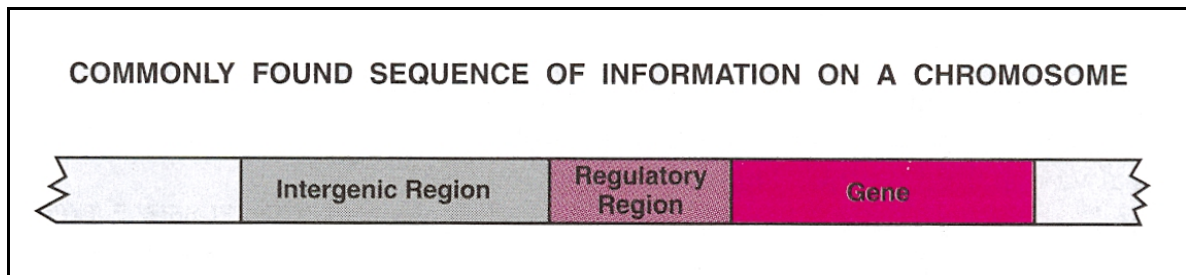 COMMONLY FOUND SEQUENCE OF INFORMATION ON A CHROMOSOME
Intergenic Region
Regulatory
Region
Gene